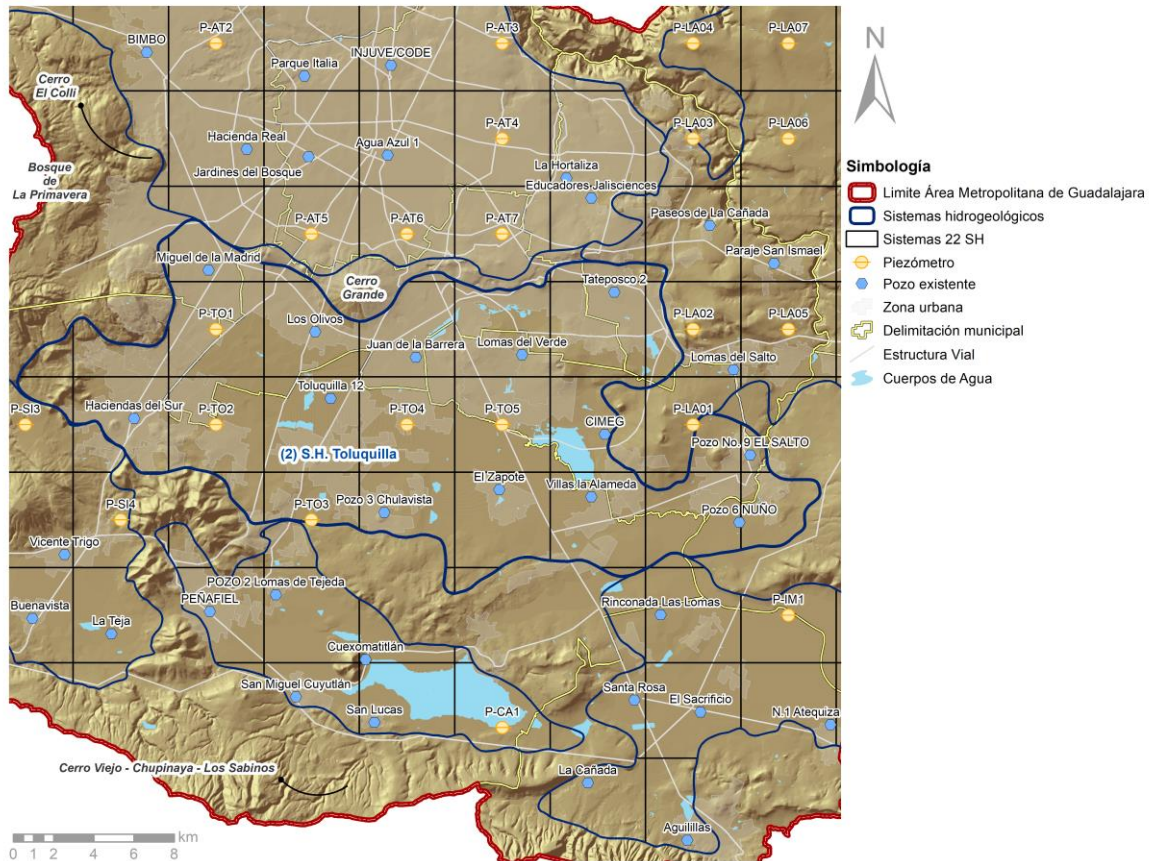 P-AT2
P-AT3
P-LA04
P-LA07
BIMBO
INJUVE/CODE
Parque Italia
Cerro
El Colli
P-AT4
P-LA03
P-LA06
Hacienda Real
Agua Azul 1
Jardines del Bosque
La Hortaliza
Educadores Jalisciences
Bosque
de
La Primavera
P-AT5
P-AT6
P-AT7
Paseos de La Cañada
Miguel de la Madrid
Paraje San Ismael
Cerro
Grande
Tateposco 2
P-TO1
Los Olivos
P-LA02
P-LA05
Juan de la Barrera
Lomas del Verde
Lomas del Salto
Toluquilla 12
P-SI3
Haciendas del Sur
P-TO2
P-TO4
P-TO5
CIMEG
P-LA01
Pozo No. 9 EL SALTO
(2) S.H. Toluquilla
El Zapote
Villas la Alameda
P-SI4
P-TO3
Pozo 3 Chulavista
Pozo 6 NUÑO
Vicente Trigo
POZO 2 Lomas de Tejeda
PEÑAFIEL
Buenavista
La Teja
Rinconada Las Lomas
P-IM1
Cuexomatitlán
San Miguel Cuyutlán
San Lucas
P-CA1
Santa Rosa
El Sacrificio
N.1 Atequiza
Cerro Viejo - Chupinaya - Los Sabinos
La Cañada
Aguilillas
0 1 2 4 6 8 km
N
Simbología
Limite Área Metropolitana de Guadalajara
Sistemas hidrogeológicos
Sistemas 22 SH
Piezómetro
Pozo existente
Zona urbana
Delimitación municipal
Estructura Vial
Cuerpos de Agua